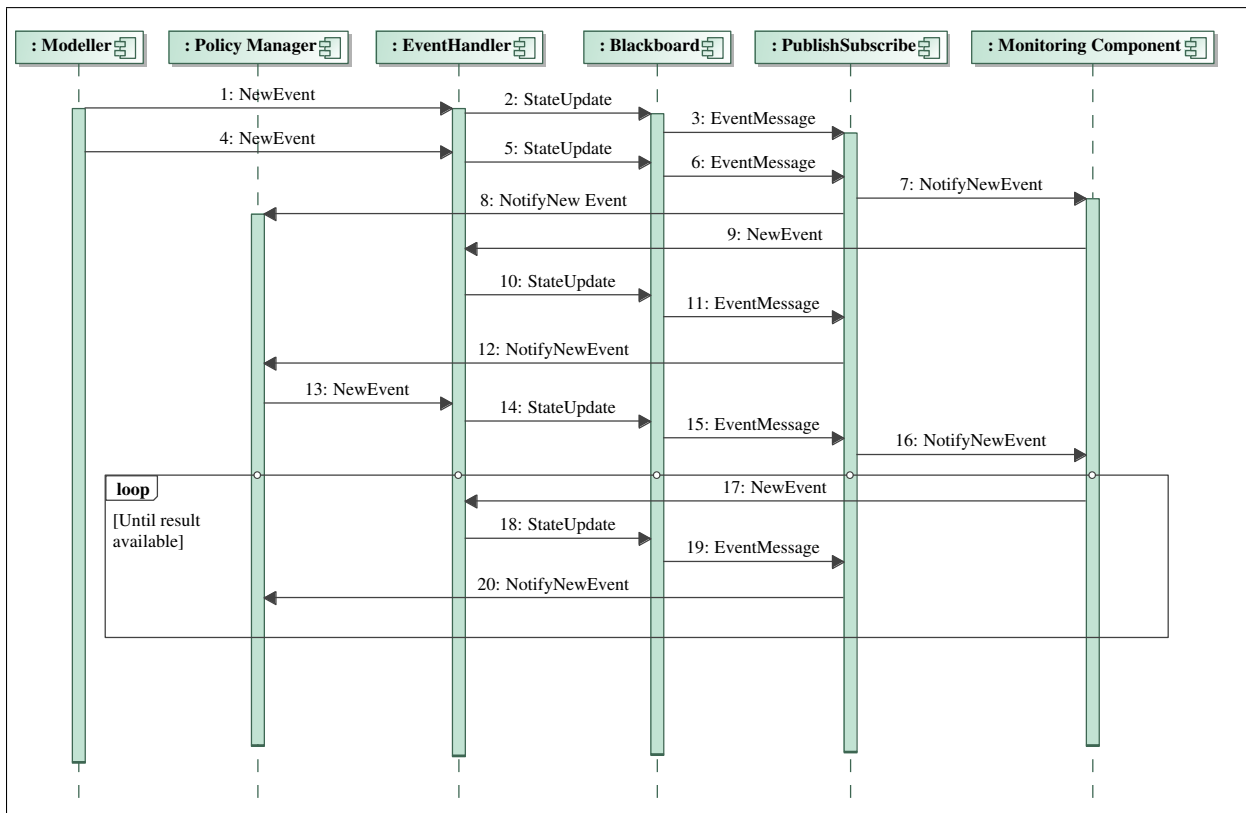 : Modeller
: Policy Manager
: EventHandler
: Blackboard
: PublishSubscribe
: Monitoring Component
1: NewEvent
2: StateUpdate
3: EventMessage
4: NewEvent
5: StateUpdate
6: EventMessage
7: NotifyNewEvent
8: NotifyNew Event
9: NewEvent
10: StateUpdate
11: EventMessage
12: NotifyNewEvent
13: NewEvent
14: StateUpdate
15: EventMessage
16: NotifyNewEvent
loop
17: NewEvent
[Until result
available]
18: StateUpdate
19: EventMessage
20: NotifyNewEvent